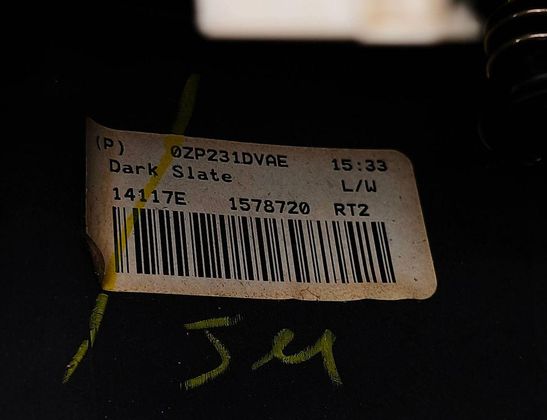 (P) 0ZP231DVAE 15:33
Dark Slate L/W
14117E 1578720 RT2